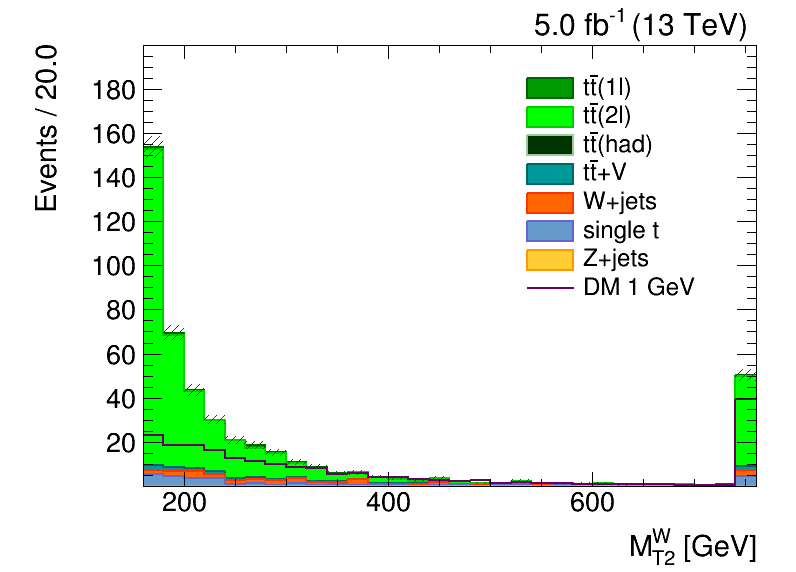 5.0 fb⁻¹ (13 TeV)
Events / 20.0
180
160
140
120
100
80
60
40
20
tt̄(1l)
tt̄(2l)
tt̄(had)
tt̄+V
W+jets
single t
Z+jets
DM 1 GeV
200 400 600
M_T2^W [GeV]